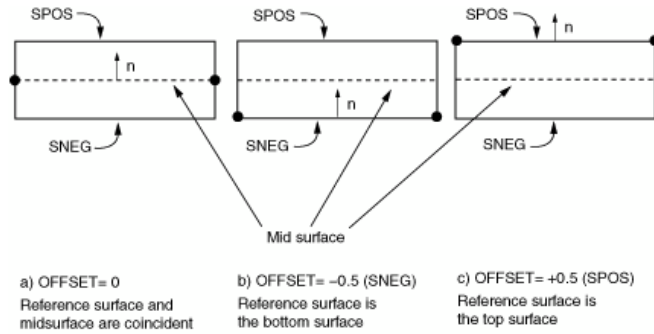 SPOS
n
SNEG
SPOS
n
SNEG
SPOS
n
SNEG
Mid surface
a) OFFSET= 0
Reference surface and
midsurface are coincident
b) OFFSET= −0.5 (SNEG)
Reference surface is
the bottom surface
c) OFFSET= +0.5 (SPOS)
Reference surface is
the top surface